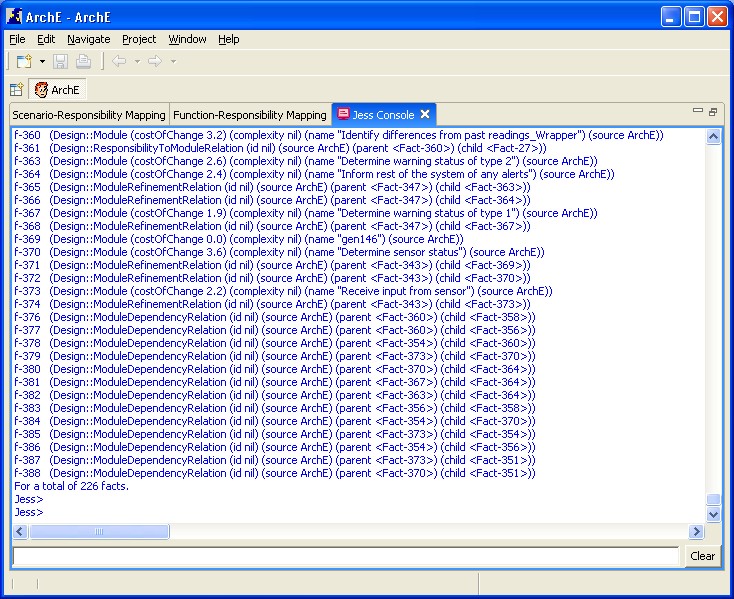 ArchE - ArchE
File Edit Navigate Project Window Help
ArchE
Scenario-Responsibility Mapping Function-Responsibility Mapping Jess Console
f-360 (Design::Module (costOfChange 3.2) (complexity nil) (name "Identify differences from past readings_Wrapper") (source ArchE))
f-361 (Design::ResponsibilityToModuleRelation (id nil) (source ArchE) (parent <Fact-360>) (child <Fact-27>))
f-363 (Design::Module (costOfChange 2.6) (complexity nil) (name "Determine warning status of type 2") (source ArchE))
f-364 (Design::Module (costOfChange 2.4) (complexity nil) (name "Inform rest of the system of any alerts") (source ArchE))
f-365 (Design::ModuleRefinementRelation (id nil) (source ArchE) (parent <Fact-347>) (child <Fact-363>))
f-366 (Design::ModuleRefinementRelation (id nil) (source ArchE) (parent <Fact-347>) (child <Fact-364>))
f-367 (Design::Module (costOfChange 1.9) (complexity nil) (name "Determine warning status of type 1") (source ArchE))
f-368 (Design::ModuleRefinementRelation (id nil) (source ArchE) (parent <Fact-347>) (child <Fact-367>))
f-369 (Design::Module (costOfChange 0.0) (complexity nil) (name "gen146") (source ArchE))
f-370 (Design::Module (costOfChange 3.6) (complexity nil) (name "Determine sensor status") (source ArchE))
f-371 (Design::ModuleRefinementRelation (id nil) (source ArchE) (parent <Fact-343>) (child <Fact-369>))
f-372 (Design::ModuleRefinementRelation (id nil) (source ArchE) (parent <Fact-343>) (child <Fact-370>))
f-373 (Design::Module (costOfChange 2.2) (complexity nil) (name "Receive input from sensor") (source ArchE))
f-374 (Design::ModuleRefinementRelation (id nil) (source ArchE) (parent <Fact-343>) (child <Fact-373>))
f-376 (Design::ModuleDependencyRelation (id nil) (source ArchE) (parent <Fact-360>) (child <Fact-358>))
f-377 (Design::ModuleDependencyRelation (id nil) (source ArchE) (parent <Fact-360>) (child <Fact-356>))
f-378 (Design::ModuleDependencyRelation (id nil) (source ArchE) (parent <Fact-354>) (child <Fact-360>))
f-379 (Design::ModuleDependencyRelation (id nil) (source ArchE) (parent <Fact-373>) (child <Fact-370>))
f-380 (Design::ModuleDependencyRelation (id nil) (source ArchE) (parent <Fact-370>) (child <Fact-364>))
f-381 (Design::ModuleDependencyRelation (id nil) (source ArchE) (parent <Fact-367>) (child <Fact-364>))
f-382 (Design::ModuleDependencyRelation (id nil) (source ArchE) (parent <Fact-363>) (child <Fact-364>))
f-383 (Design::ModuleDependencyRelation (id nil) (source ArchE) (parent <Fact-356>) (child <Fact-358>))
f-384 (Design::ModuleDependencyRelation (id nil) (source ArchE) (parent <Fact-354>) (child <Fact-370>))
f-385 (Design::ModuleDependencyRelation (id nil) (source ArchE) (parent <Fact-373>) (child <Fact-354>))
f-386 (Design::ModuleDependencyRelation (id nil) (source ArchE) (parent <Fact-354>) (child <Fact-356>))
f-387 (Design::ModuleDependencyRelation (id nil) (source ArchE) (parent <Fact-373>) (child <Fact-351>))
f-388 (Design::ModuleDependencyRelation (id nil) (source ArchE) (parent <Fact-370>) (child <Fact-351>))
For a total of 226 facts.
Jess>
Jess>
Clear